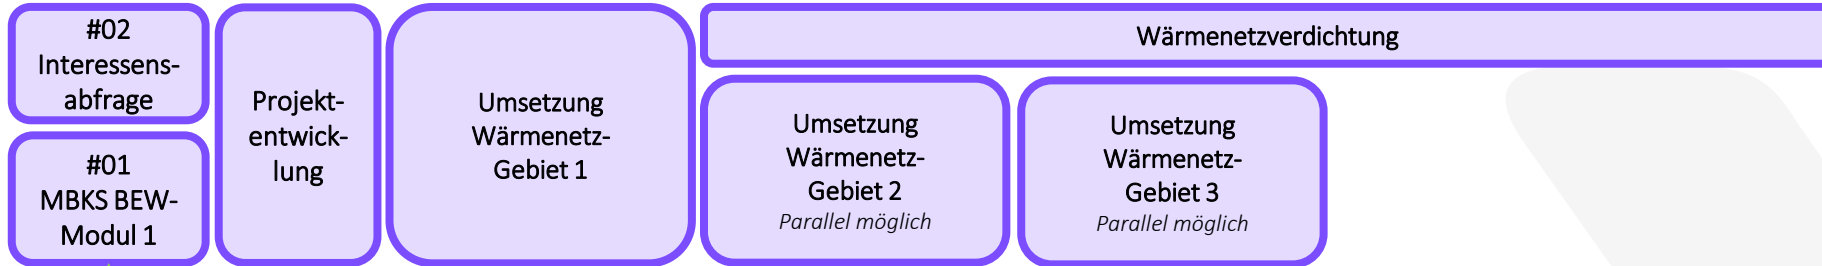 #02
Interessens-
abfrage
#01
MBKS BEW-
Modul 1
Projekt-
entwick-
lung
Umsetzung
Wärmenetz-
Gebiet 1
Wärmenetzverdichtung
Umsetzung
Wärmenetz-
Gebiet 2
Parallel möglich
Umsetzung
Wärmenetz-
Gebiet 3
Parallel möglich